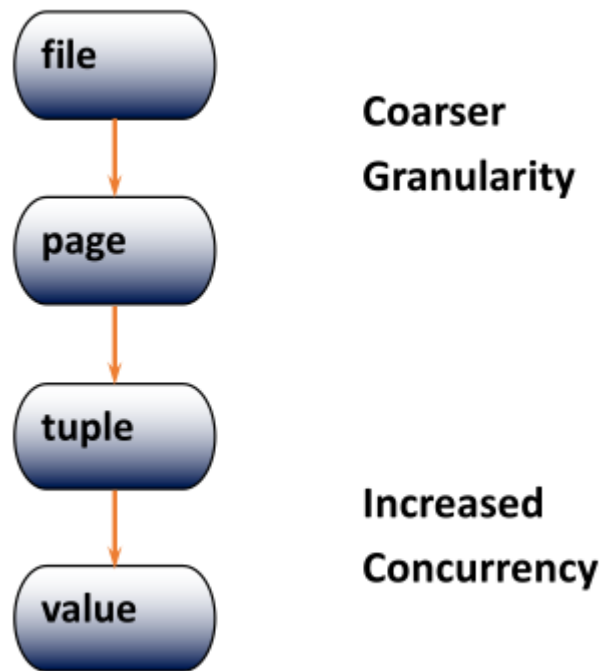 file
Coarser
Granularity
page
tuple
Increased
Concurrency
value